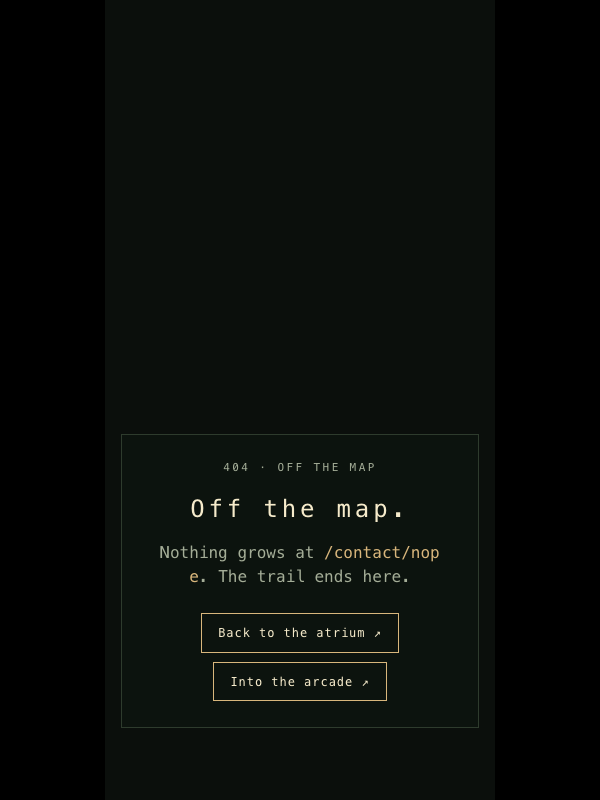 404 · OFF THE MAP
Off the map.
Nothing grows at /contact/nop
e. The trail ends here.
Back to the atrium ↗
Into the arcade ↗